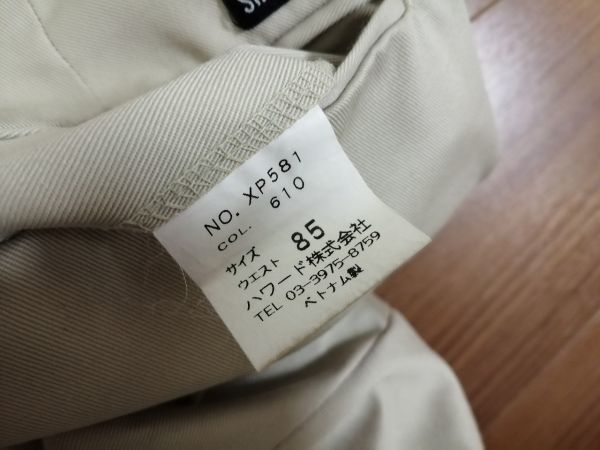 NO. XP581
COL. 610
サイズ
ウエスト 85
ハワード株式会社
TEL 03-3975-8759
ベトナム製